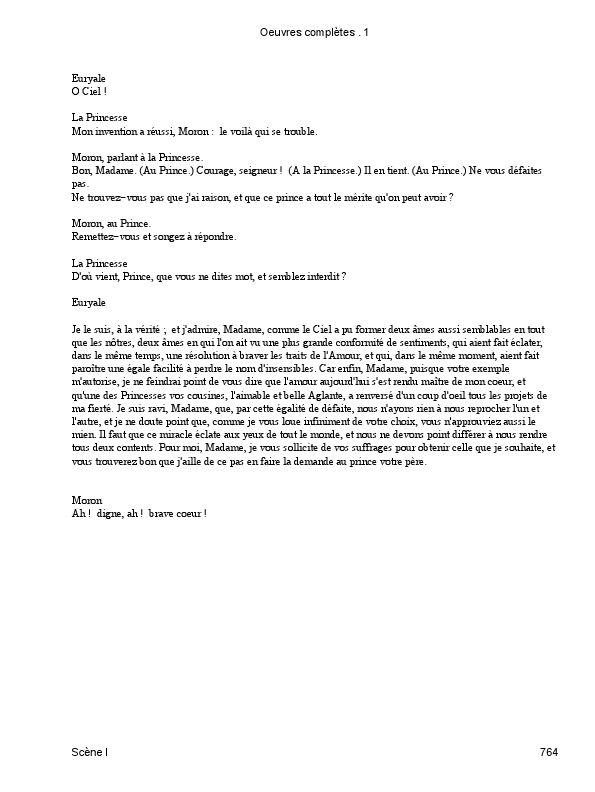 Oeuvres complètes . 1
Euryale
O Ciel !
La Princesse
Mon invention a réussi, Moron :  le voilà qui se trouble.
Moron, parlant à la Princesse.
Bon, Madame. (Au Prince.) Courage, seigneur !  (A la Princesse.) Il en tient. (Au Prince.) Ne vous défaites
pas.
Ne trouvez−vous pas que j'ai raison, et que ce prince a tout le mérite qu'on peut avoir ?
Moron, au Prince.
Remettez−vous et songez à répondre.
La Princesse
D'où vient, Prince, que vous ne dites mot, et semblez interdit ?
Euryale
Je le suis, à la vérité ;  et j'admire, Madame, comme le Ciel a pu former deux âmes aussi semblables en tout
que les nôtres, deux âmes en qui l'on ait vu une plus grande conformité de sentiments, qui aient fait éclater,
dans le même temps, une résolution à braver les traits de l'Amour, et qui, dans le même moment, aient fait
paroître une égale facilité à perdre le nom d'insensibles. Car enfin, Madame, puisque votre exemple
m'autorise, je ne feindrai point de vous dire que l'amour aujourd'hui s'est rendu maître de mon coeur, et
qu'une des Princesses vos cousines, l'aimable et belle Aglante, a renversé d'un coup d'oeil tous les projets de
ma fierté. Je suis ravi, Madame, que, par cette égalité de défaite, nous n'ayons rien à nous reprocher l'un et
l'autre, et je ne doute point que, comme je vous loue infiniment de votre choix, vous n'approuviez aussi le
mien. Il faut que ce miracle éclate aux yeux de tout le monde, et nous ne devons point différer à nous rendre
tous deux contents. Pour moi, Madame, je vous sollicite de vos suffrages pour obtenir celle que je souhaite, et
vous trouverez bon que j'aille de ce pas en faire la demande au prince votre père.
Moron
Ah !  digne, ah !  brave coeur !
Scène I
764